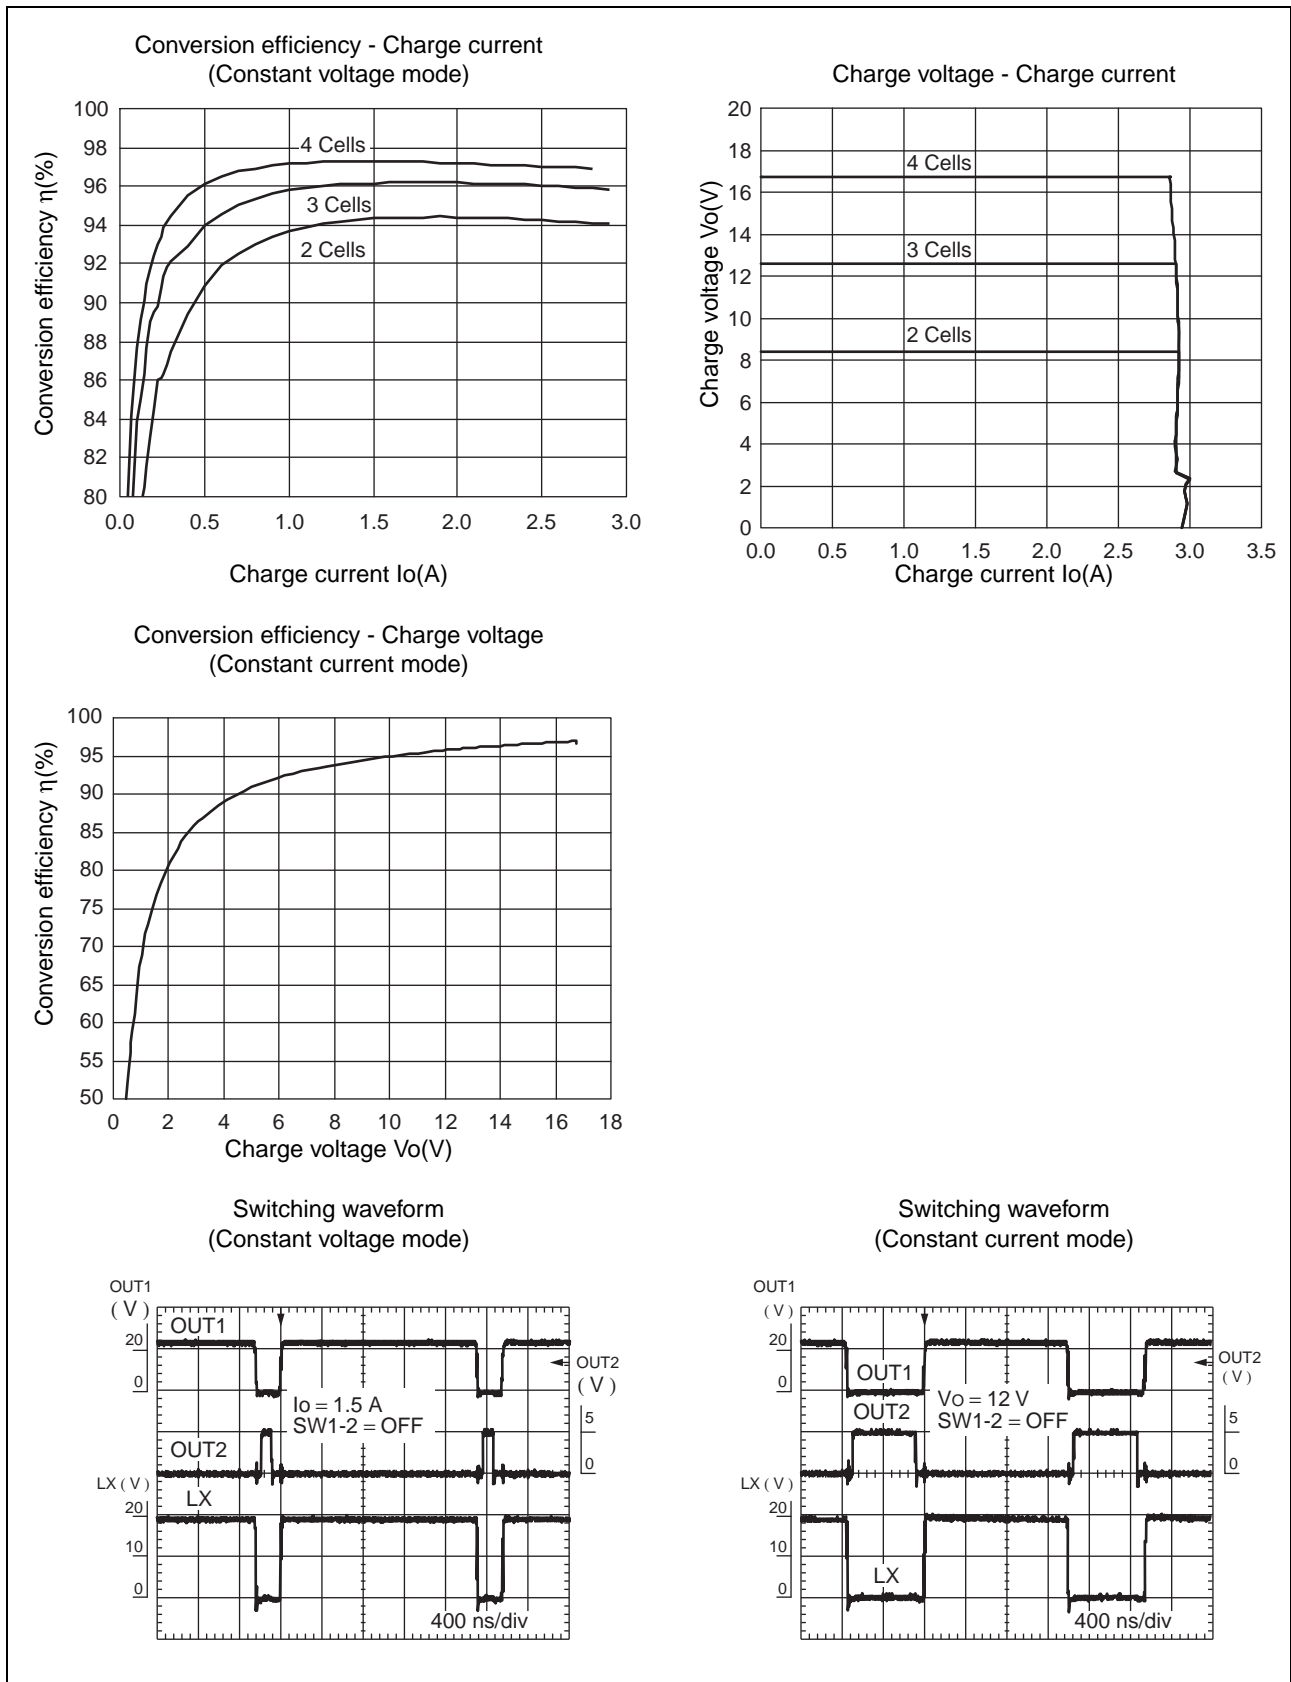 Conversion efficiency - Charge current
(Constant voltage mode)
Conversion efficiency η(%)
100
98
96
94
92
90
88
86
84
82
80
4 Cells
3 Cells
2 Cells
0.0 0.5 1.0 1.5 2.0 2.5 3.0
Charge current Io(A)
Charge voltage - Charge current
Charge voltage Vo(V)
20
18
16
14
12
10
8
6
4
2
0
4 Cells
3 Cells
2 Cells
0.0 0.5 1.0 1.5 2.0 2.5 3.0 3.5
Charge current Io(A)
Conversion efficiency - Charge voltage
(Constant current mode)
Conversion efficiency η(%)
100
95
90
85
80
75
70
65
60
55
50
0 2 4 6 8 10 12 14 16 18
Charge voltage Vo(V)
Switching waveform
(Constant voltage mode)
OUT1
(V)
20
0
OUT1
OUT2
(V)
Io = 1.5 A
SW1-2 = OFF
5
0
OUT2
LX (V)
LX
20
10
0
400 ns/div
Switching waveform
(Constant current mode)
OUT1
(V)
20
0
OUT1
OUT2
(V)
Vo = 12 V
SW1-2 = OFF
5
0
OUT2
LX (V)
20
10
0
LX
400 ns/div